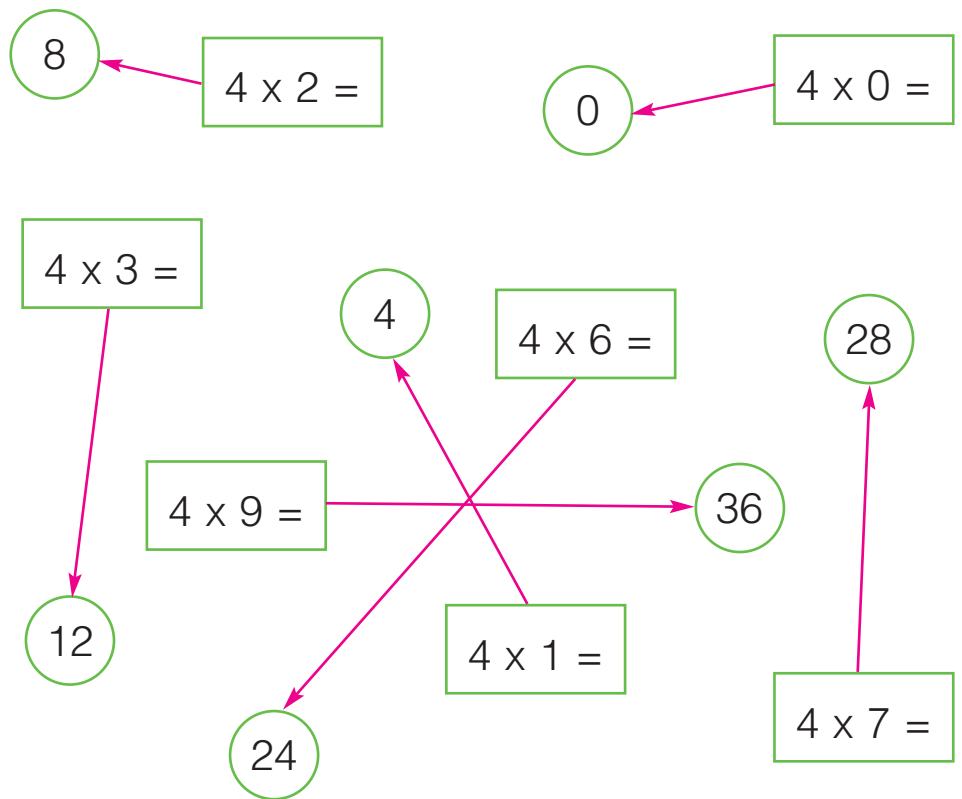 8
4 x 2 =
0
4 x 0 =
4 x 3 =
4
4 x 6 =
28
4 x 9 =
36
12
4 x 1 =
24
4 x 7 =